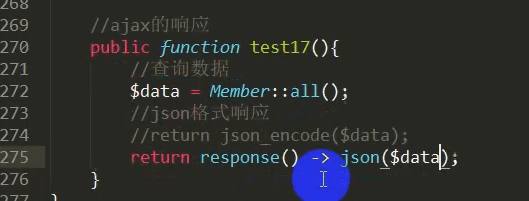 268
269 //ajax的响应
270 public function test17(){
271 //查询数据
272 $data = Member::all();
273 //json格式响应
274 //return json_encode($data);
275 return response() -> json($data);
276 }
277 }